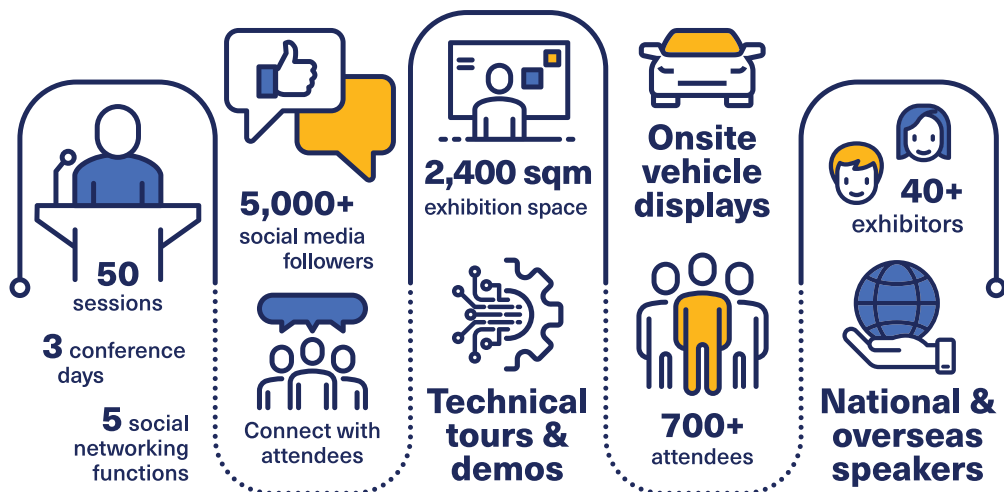 50
sessions
3 conference
days
5 social
networking
functions
5,000+
social media
followers
Connect with
attendees
2,400 sqm
exhibition space
Technical
tours &
demos
Onsite
vehicle
displays
700+
attendees
40+
exhibitors
National &
overseas
speakers